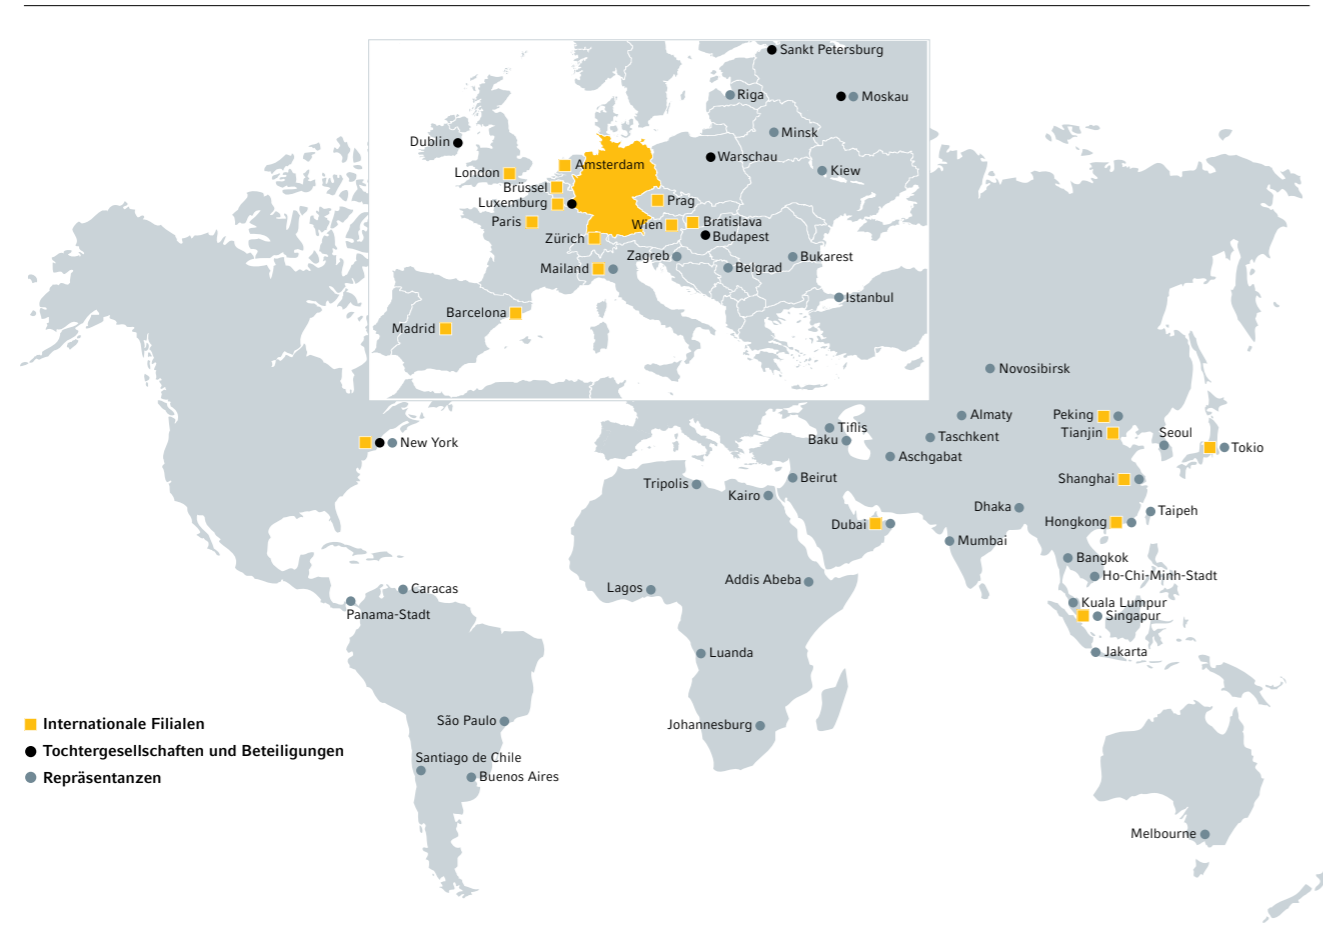 Sankt Petersburg
Riga
Moskau
Minsk
Dublin
Warschau
Amsterdam
London
Kiew
Brüssel
Luxemburg
Prag
Paris
Wien
Bratislava
Zürich
Budapest
Zagreb
Bukarest
Mailand
Belgrad
Istanbul
Barcelona
Madrid
Novosibirsk
Almaty
Peking
Tiflis
Taschkent
Tianjin
Seoul
Baku
New York
Tokio
Aschgabat
Beirut
Shanghai
Tripolis
Kairo
Dhaka
Taipeh
Dubai
Hongkong
Mumbai
Bangkok
Ho-Chi-Minh-Stadt
Addis Abeba
Lagos
Caracas
Kuala Lumpur
Panama-Stadt
Singapur
Luanda
Jakarta
São Paulo
Johannesburg
Santiago de Chile
Buenos Aires
Melbourne
Internationale Filialen
Tochtergesellschaften und Beteiligungen
Repräsentanzen